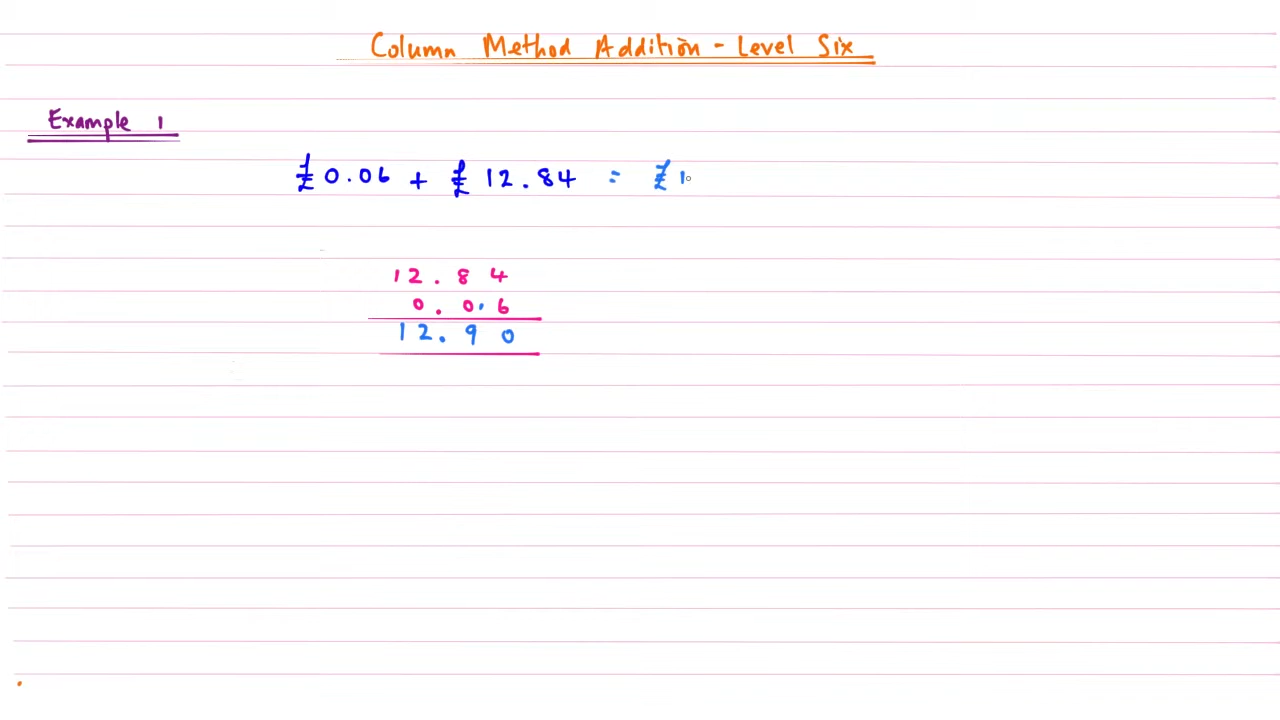 Column Method Addition - Level Six
Example 1
£0.06 + £12.84 = £1
12.84
0.06
12.90